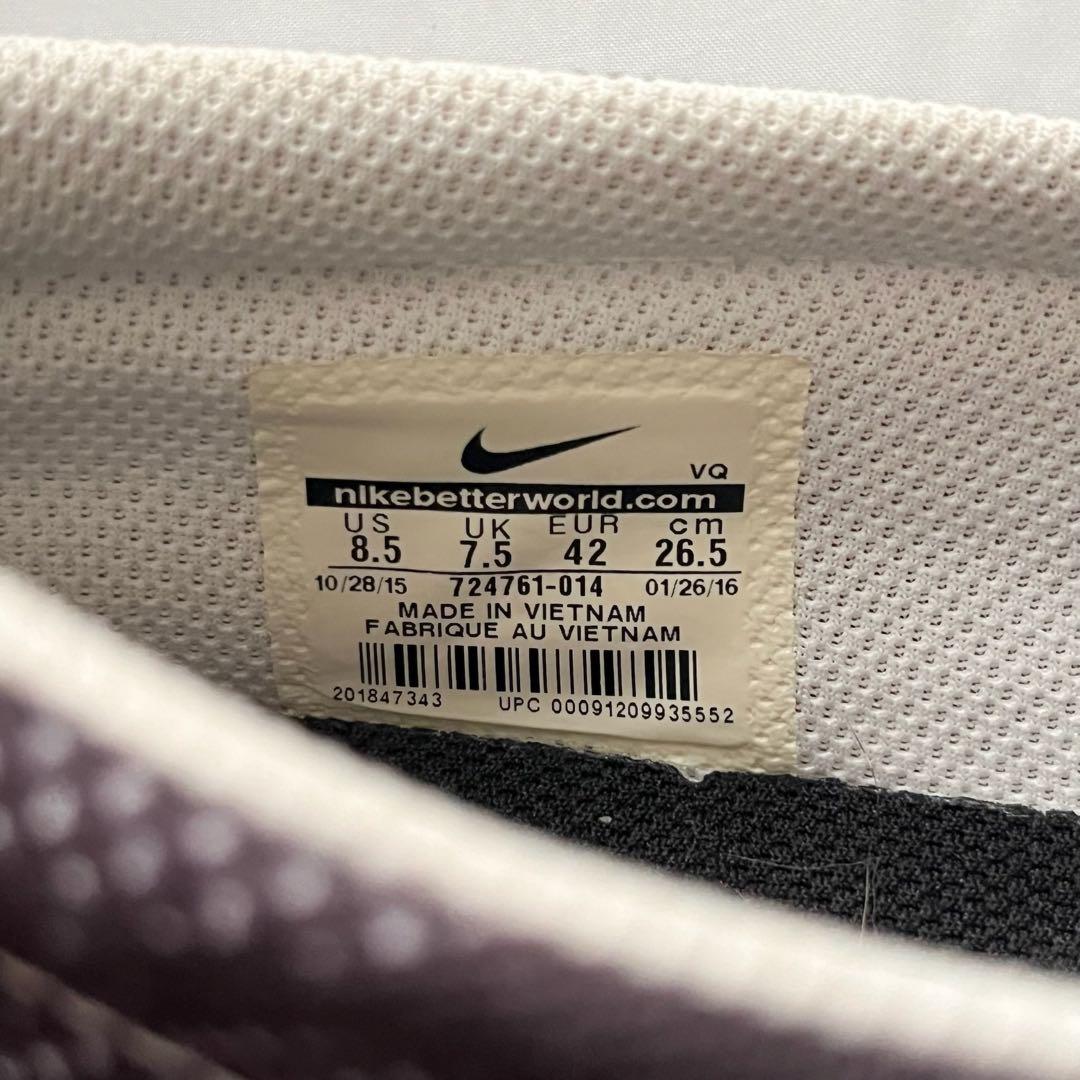 VQ
nikebetterworld.com
US UK EUR cm
8.5 7.5 42 26.5
10/28/15 724761-014 01/26/16
MADE IN VIETNAM
FABRIQUE AU VIETNAM
201847343 UPC 00091209935552